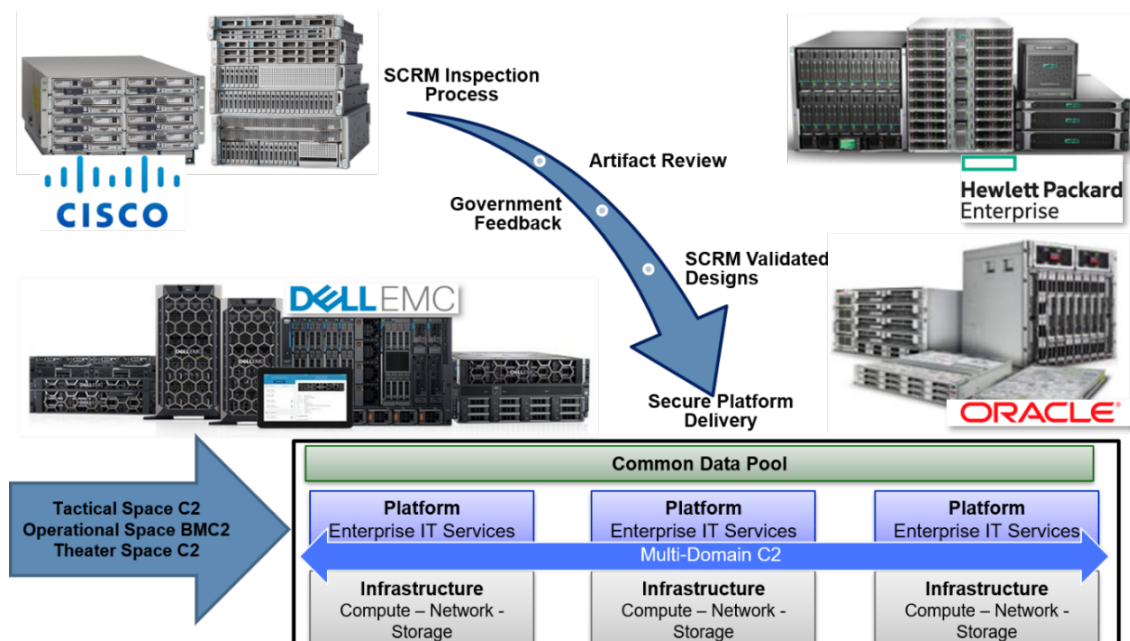 SCRM Inspection
Process
Artifact Review
Government
Feedback
SCRM Validated
Designs
Secure Platform
Delivery
CISCO
Hewlett Packard
Enterprise
DELLEMC
DELLEMC
ORACLE®
Tactical Space C2
Operational Space BMC2
Theater Space C2
Common Data Pool
Platform
Enterprise IT Services
Platform
Enterprise IT Services
Platform
Enterprise IT Services
Multi-Domain C2
Infrastructure
Compute – Network -
Storage
Infrastructure
Compute – Network -
Storage
Infrastructure
Compute – Network -
Storage